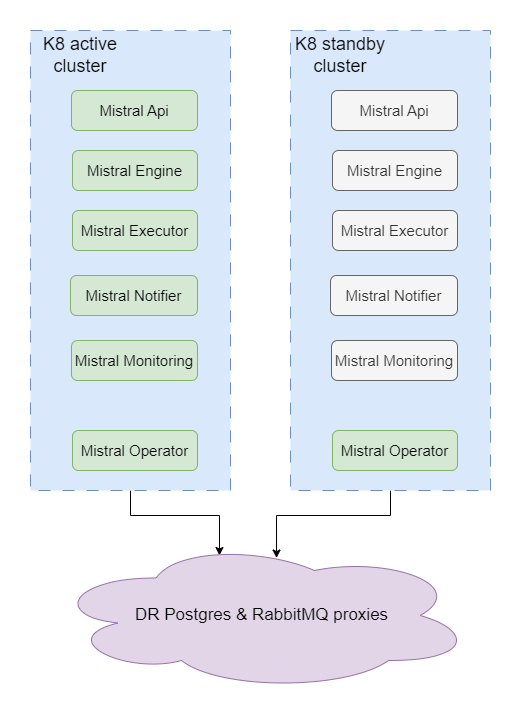 K8 active
cluster
Mistral Api
Mistral Engine
Mistral Executor
Mistral Notifier
Mistral Monitoring
Mistral Operator
K8 standby
cluster
Mistral Api
Mistral Engine
Mistral Executor
Mistral Notifier
Mistral Monitoring
Mistral Operator
DR Postgres & RabbitMQ proxies